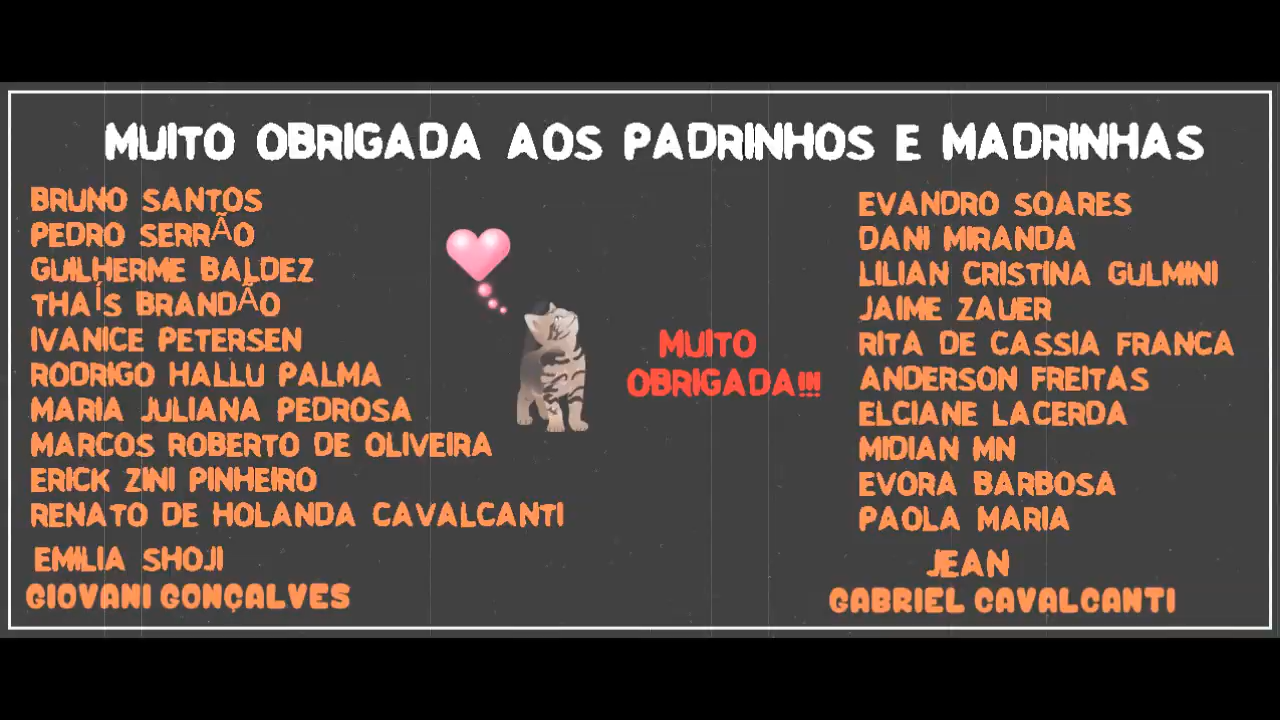 MUITO OBRIGADA AOS PADRINHOS E MADRINHAS
BRUNO SANTOS
PEDRO SERRÃO
GUILHERME BALDEZ
THAÍS BRANDÃO
IVANICE PETERSEN
RODRIGO HALLU PALMA
MARIA JULIANA PEDROSA
MARCOS ROBERTO DE OLIVEIRA
ERICK ZINI PINHEIRO
RENATO DE HOLANDA CAVALCANTI
EMILIA SHOJI
GIOVANI GONÇALVES
MUITO
OBRIGADA!!!
EVANDRO SOARES
DANI MIRANDA
LILIAN CRISTINA GULMINI
JAIME ZAUER
RITA DE CASSIA FRANCA
ANDERSON FREITAS
ELCIANE LACERDA
MIDIAN MN
EVORA BARBOSA
PAOLA MARIA
JEAN
GABRIEL CAVALCANTI